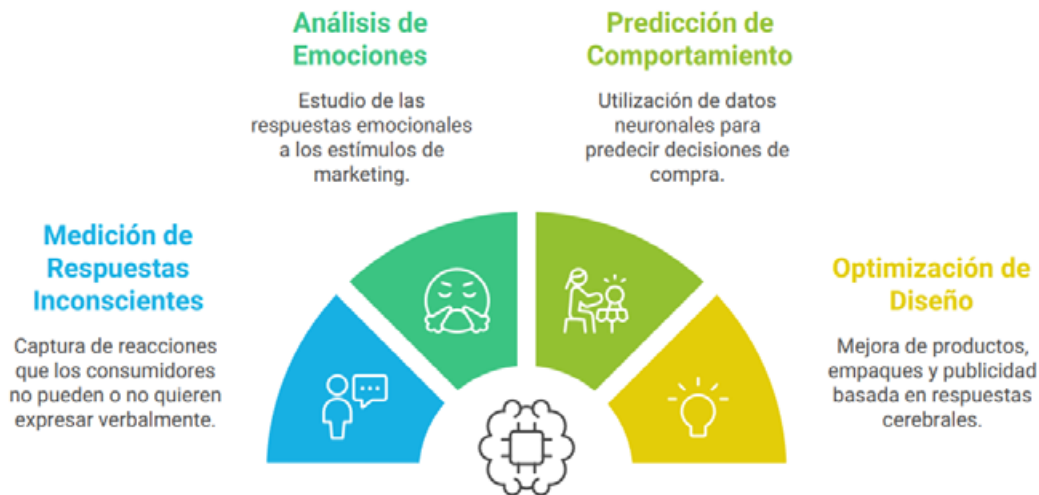 Análisis de
Emociones
Estudio de las
respuestas emocionales
a los estímulos de
marketing.
Predicción de
Comportamiento
Utilización de datos
neuronales para
predecir decisiones de
compra.
Medición de
Respuestas
Inconscientes
Captura de reacciones
que los consumidores
no pueden o no quieren
expresar verbalmente.
Optimización de
Diseño
Mejora de productos,
empaques y publicidad
basada en respuestas
cerebrales.